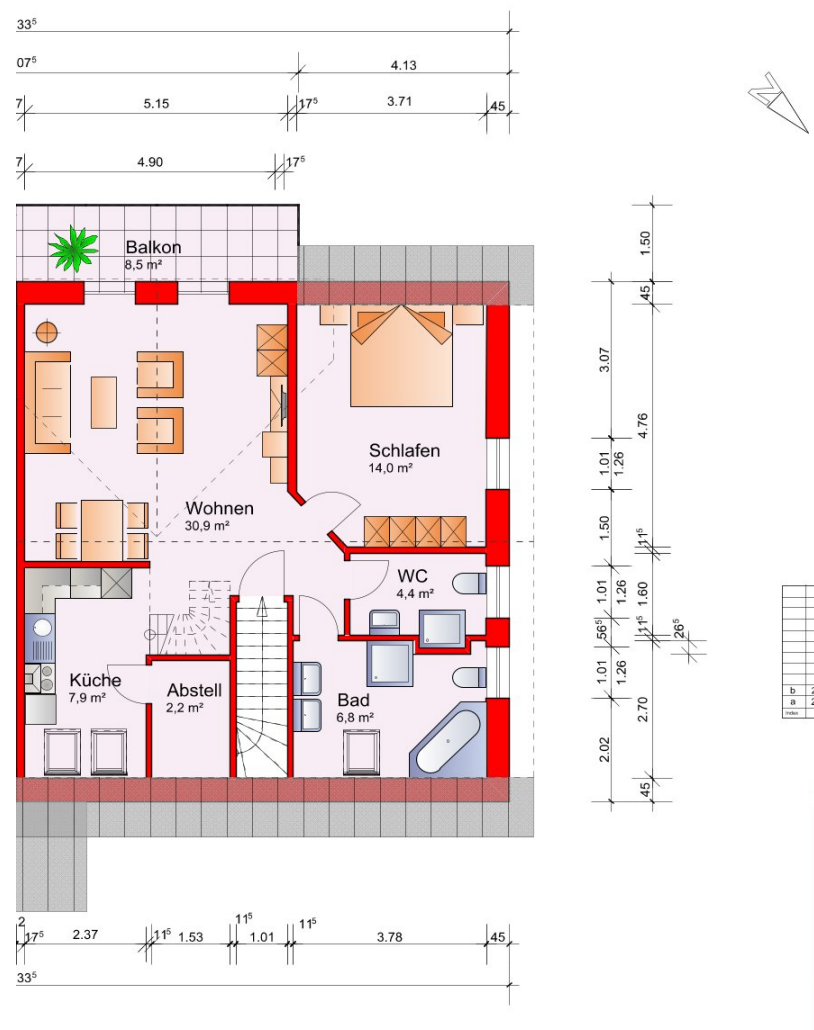 33⁵
07⁵
4.13
7
5.15
17⁵
3.71
45
7
4.90
17⁵
N
Balkon
8,5 m²
1.50
45
3.07
4.76
Schlafen
14,0 m²
1.01
1.26
Wohnen
30,9 m²
1.50
11⁵
WC
4,4 m²
1.01
1.26
1.60
56⁵
11⁵
26⁵
Küche
7,9 m²
Abstell
2,2 m²
Bad
6,8 m²
1.01
1.26
2.70
2.02
45
b
a
Index
2
17⁵
2.37
11⁵
1.53
11⁵
1.01
11⁵
3.78
45
33⁵